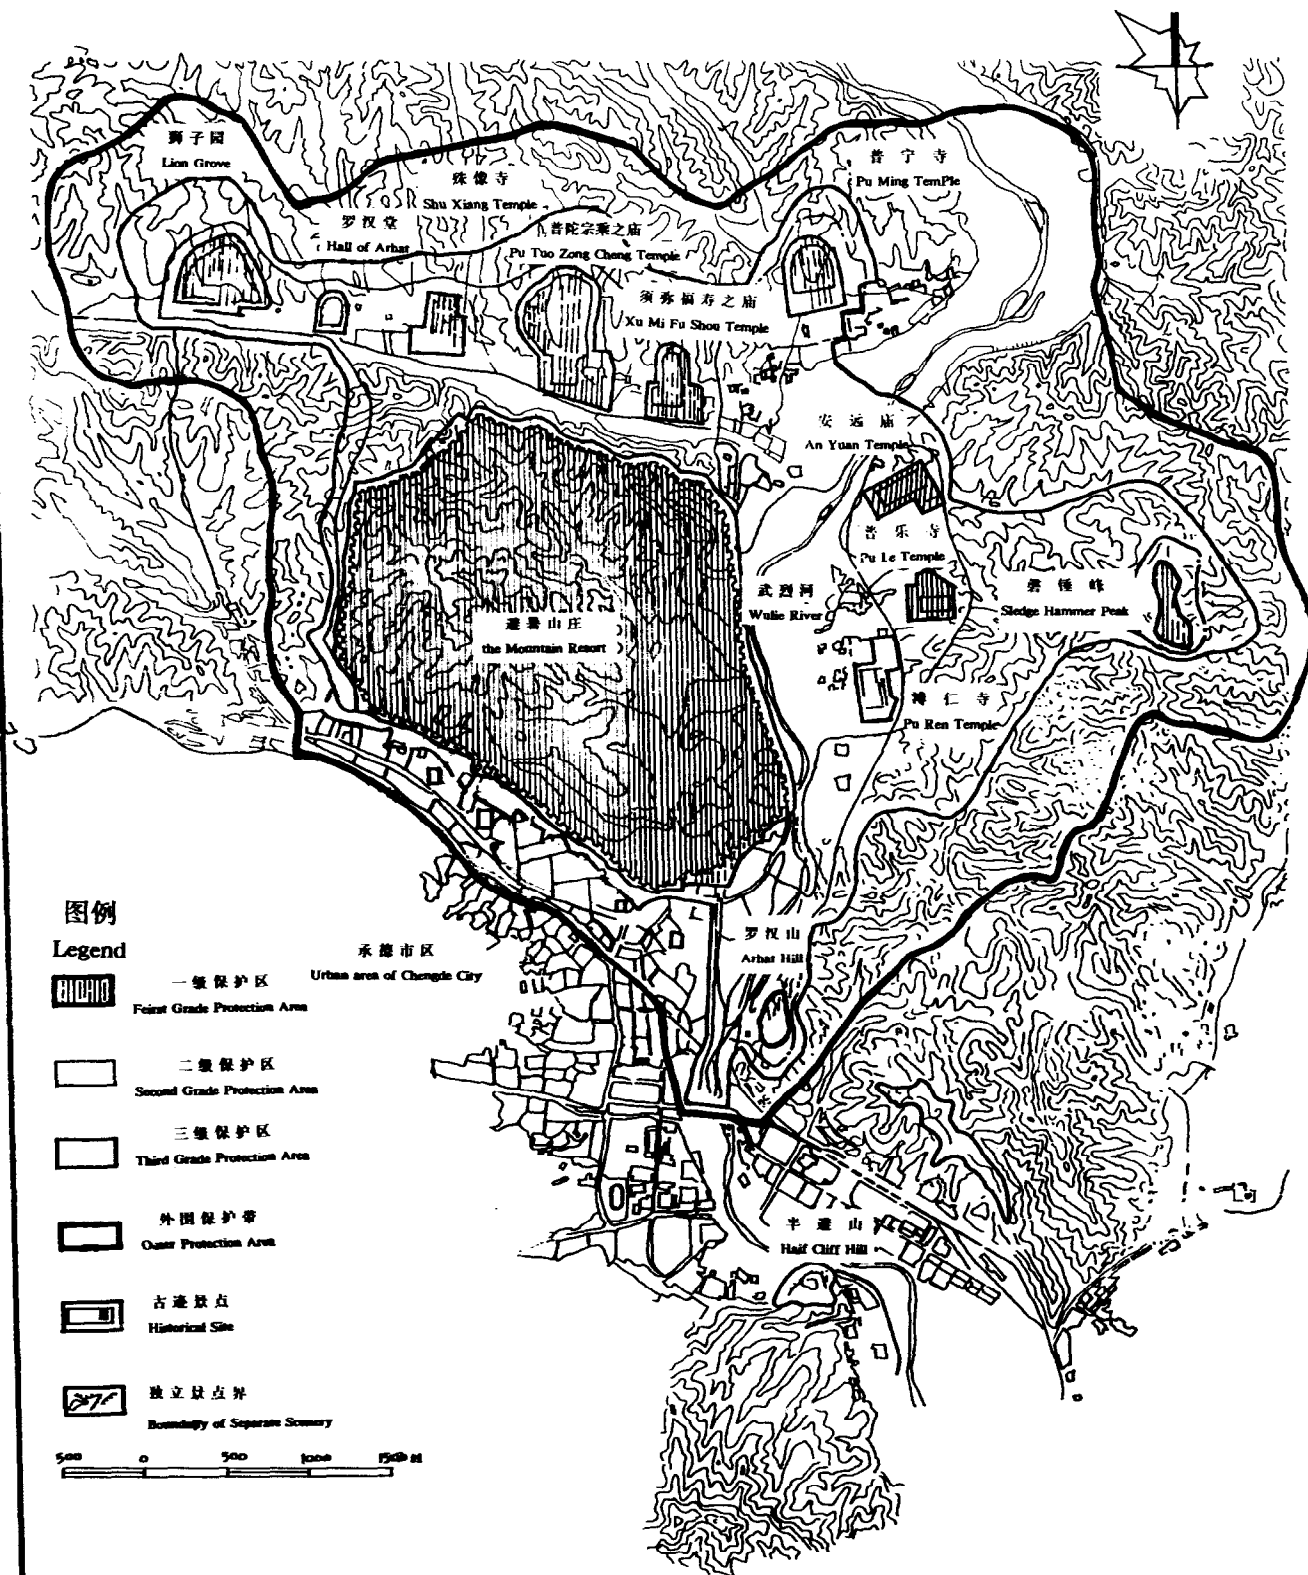 狮子园
Lion Grove
殊像寺
Shu Xiang Temple
罗汉堂
Hall of Arhat
普陀宗乘之庙
Pu Tuo Zong Cheng Temple
须弥福寿之庙
Xu Mi Fu Shou Temple
普宁寺
Pu Ming TemPle
安远庙
An Yuan Temple
普乐寺
Pu Le Temple
武烈河
Wulie River
磬锤峰
Sledge Hammer Peak
避暑山庄
the Mountain Resort
溥仁寺
Pu Ren Temple
罗汉山
Arhat Hill
承德市区
Urban area of Chengde City
半壁山
Half Cliff Hill
图例
Legend
一级保护区
Feirst Grade Protection Area
二级保护区
Second Grade Protection Area
三级保护区
Third Grade Protection Area
外围保护带
Outer Protection Area
古迹景点
Historical Site
独立景点界
Boundatjy of Separate Scenery
500 0 500 1000 1500 M